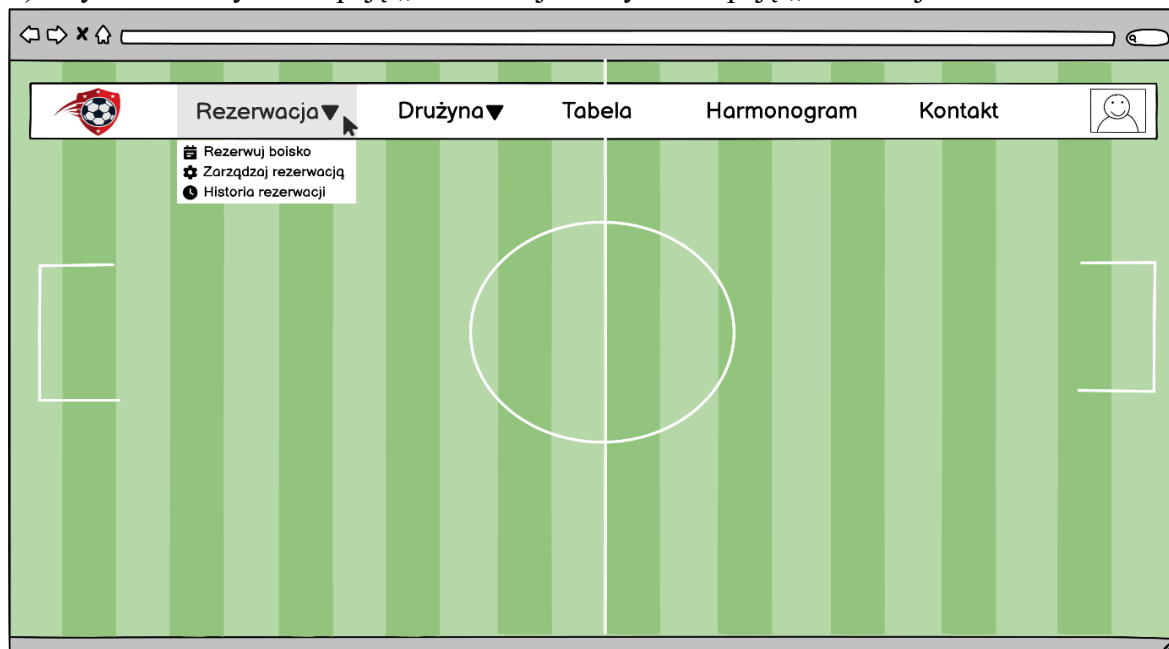 Rezerwacja Drużyna Tabela Harmonogram Kontakt
Rezerwuj boisko
Zarządzaj rezerwacją
Historia rezerwacji